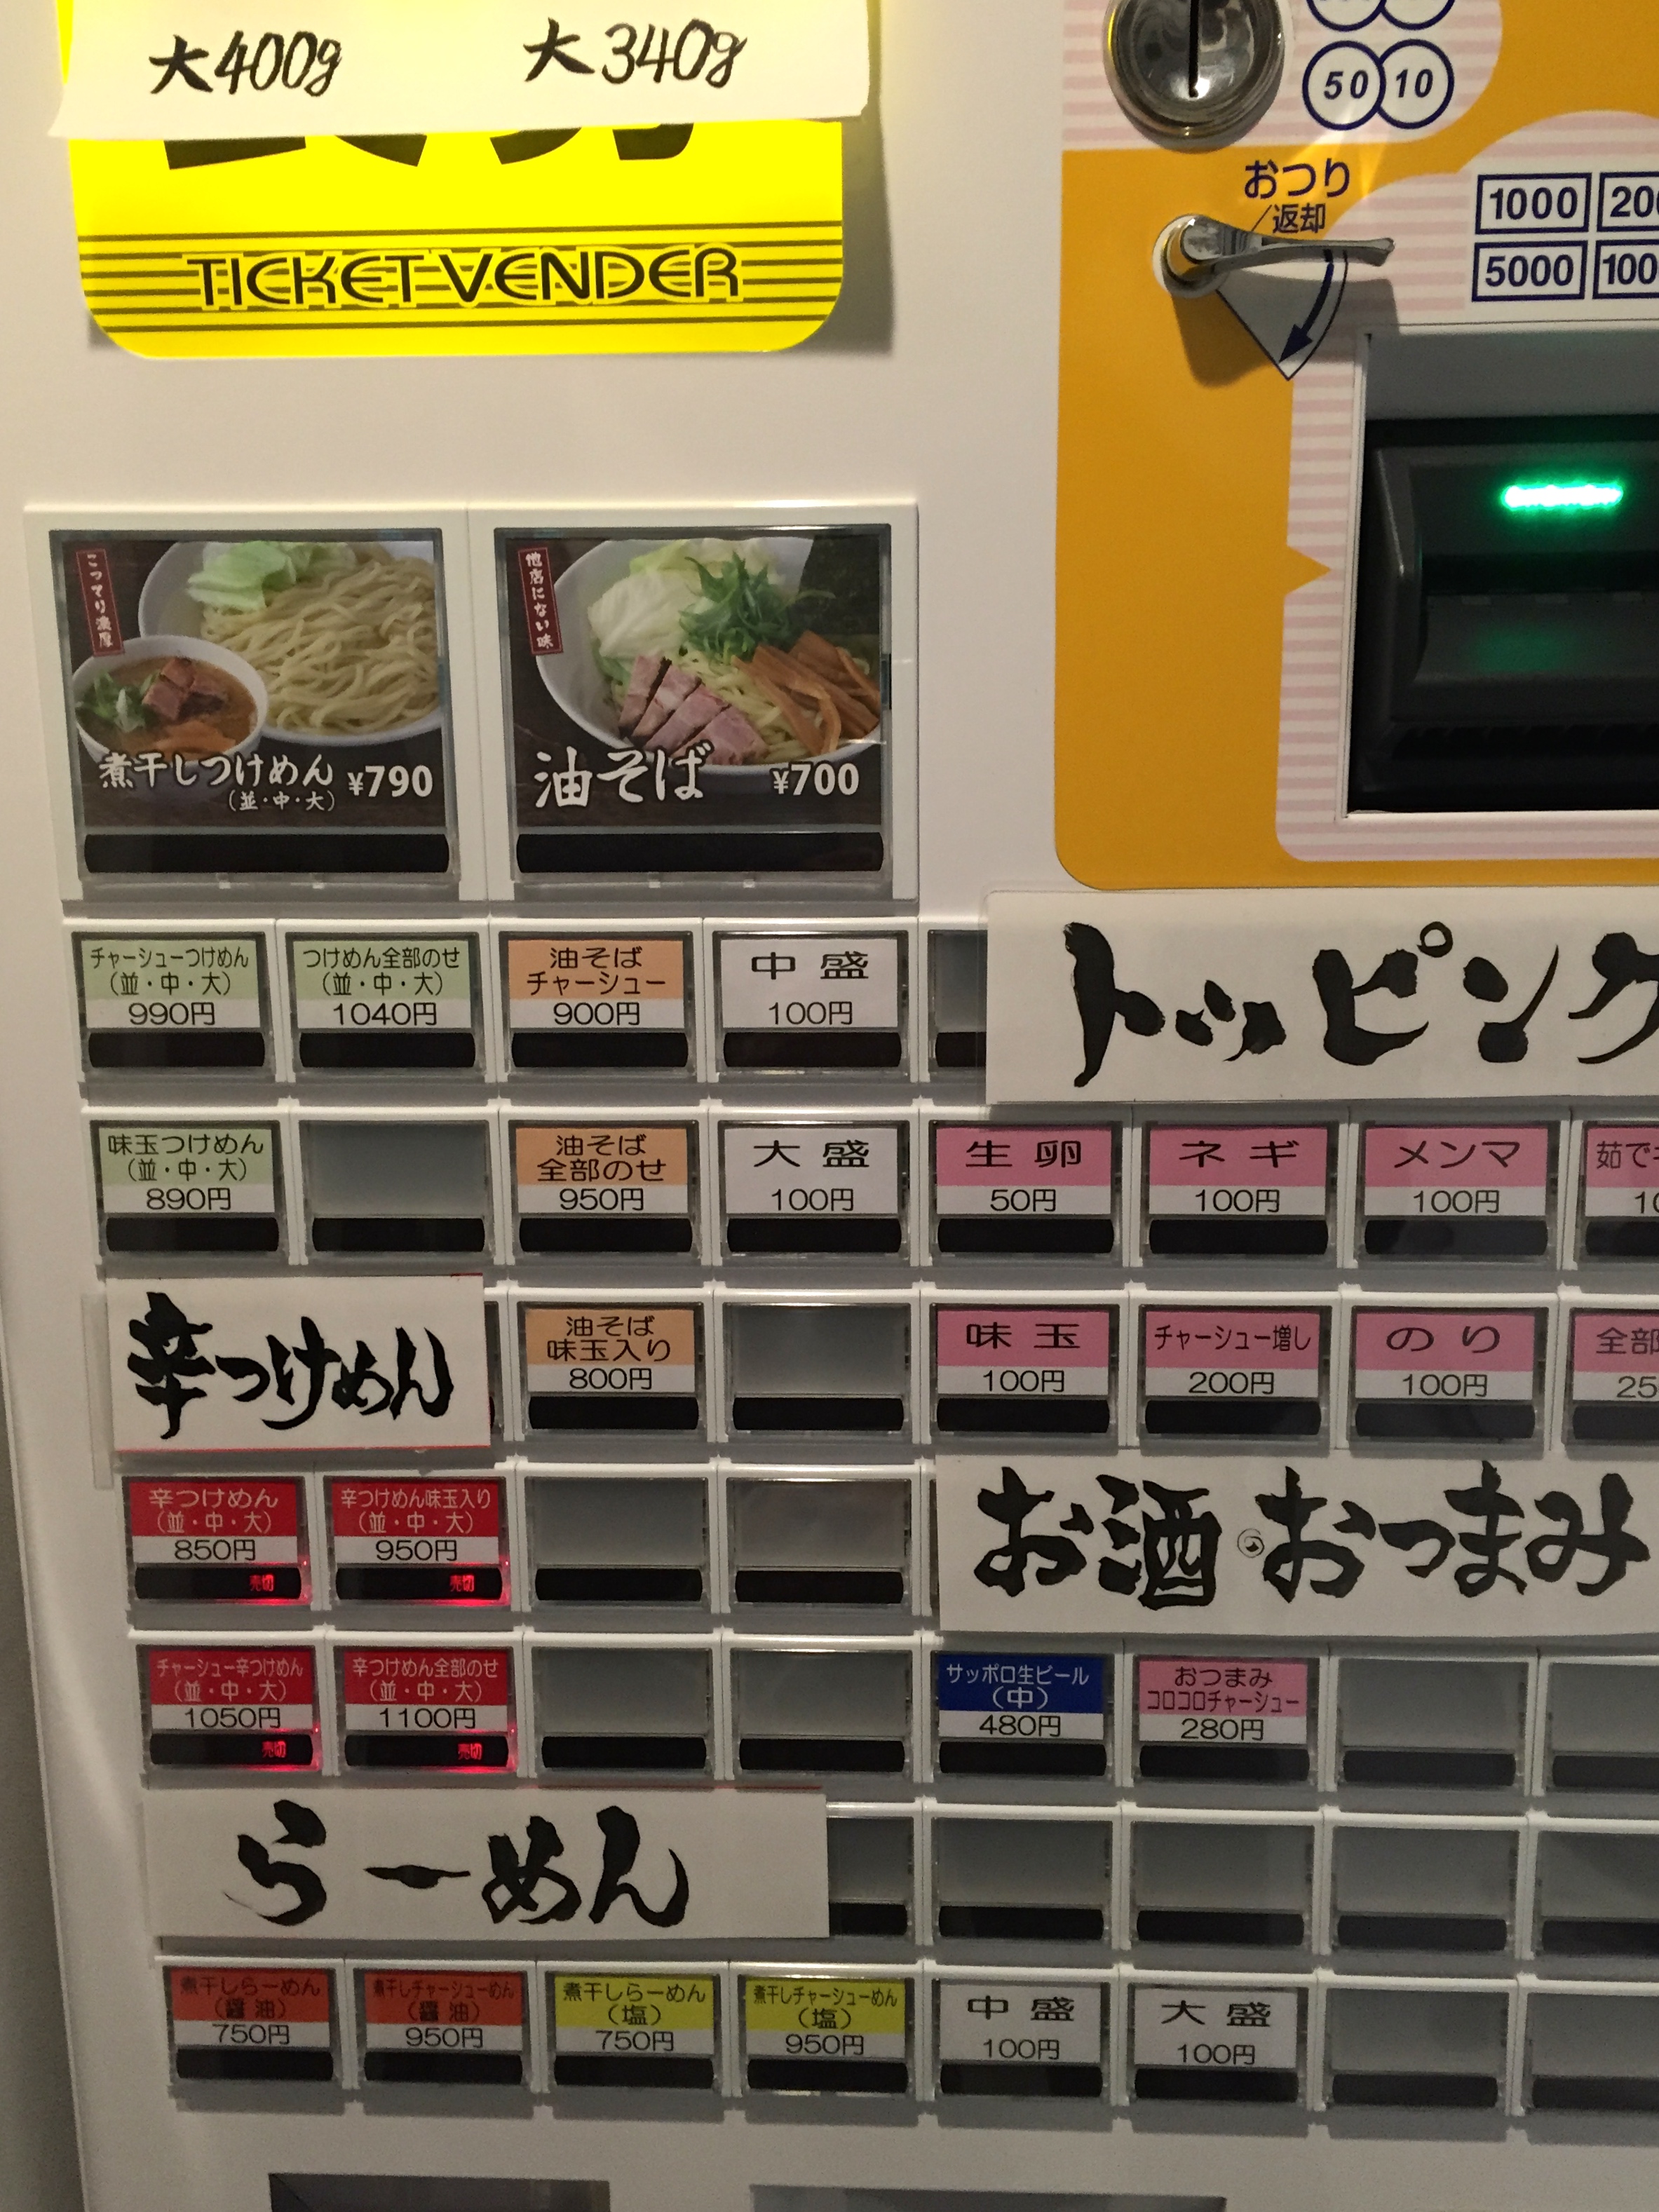 大400g 大340g
TICKET VENDER
50 10
おつり
/返却
1000
5000
こってり濃厚
煮干しつけめん ¥790
(並・中・大)
他店にない味
油そば ¥700
チャーシューつけめん
(並・中・大)
990円
つけめん全部のせ
(並・中・大)
1040円
油そば
チャーシュー
900円
中盛
100円
トッピング
味玉つけめん
(並・中・大)
890円
油そば
全部のせ
950円
大盛
100円
生卵
50円
ネギ
100円
メンマ
100円
茹で
辛つけめん
油そば
味玉入り
800円
味玉
100円
チャーシュー増し
200円
のり
100円
全部
辛つけめん
(並・中・大)
850円
売切
辛つけめん味玉入り
(並・中・大)
950円
売切
お酒・おつまみ
チャーシュー辛つけめん
(並・中・大)
1050円
売切
辛つけめん全部のせ
(並・中・大)
1100円
売切
サッポロ生ビール
(中)
480円
おつまみ
コロコロチャーシュー
280円
らーめん
煮干しらーめん
(醤油)
750円
煮干しチャーシューめん
(醤油)
950円
煮干しらーめん
(塩)
750円
煮干しチャーシューめん
(塩)
950円
中盛
100円
大盛
100円